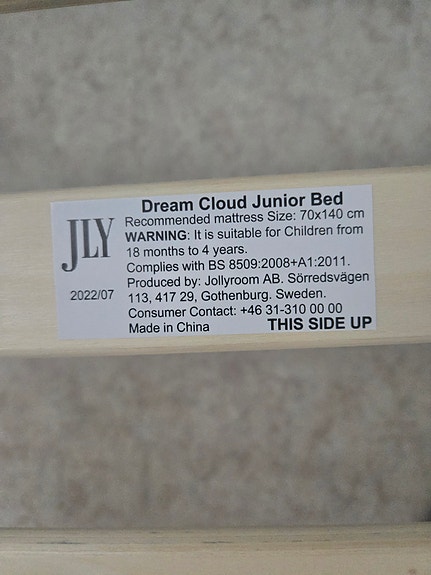 Dream Cloud Junior Bed
JLY
Recommended mattress Size: 70x140 cm
WARNING: It is suitable for Children from
18 months to 4 years.
Complies with BS 8509:2008+A1:2011.
Produced by: Jollyroom AB. Sörredsvägen
2022/07
113, 417 29, Gothenburg. Sweden.
Consumer Contact: +46 31-310 00 00
Made in China THIS SIDE UP